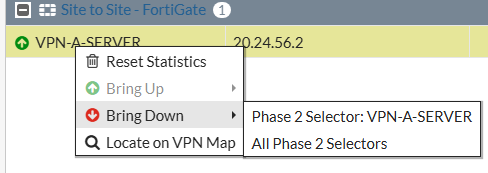 Site to Site - FortiGate 1
VPN-A-SERVER 20.24.56.2
Reset Statistics
Bring Up
Bring Down
Phase 2 Selector: VPN-A-SERVER
All Phase 2 Selectors
Locate on VPN Map